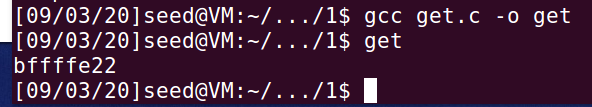 [09/03/20]seed@VM:~/.../1$ gcc get.c -o get
[09/03/20]seed@VM:~/.../1$ get
bffffe22
[09/03/20]seed@VM:~/.../1$